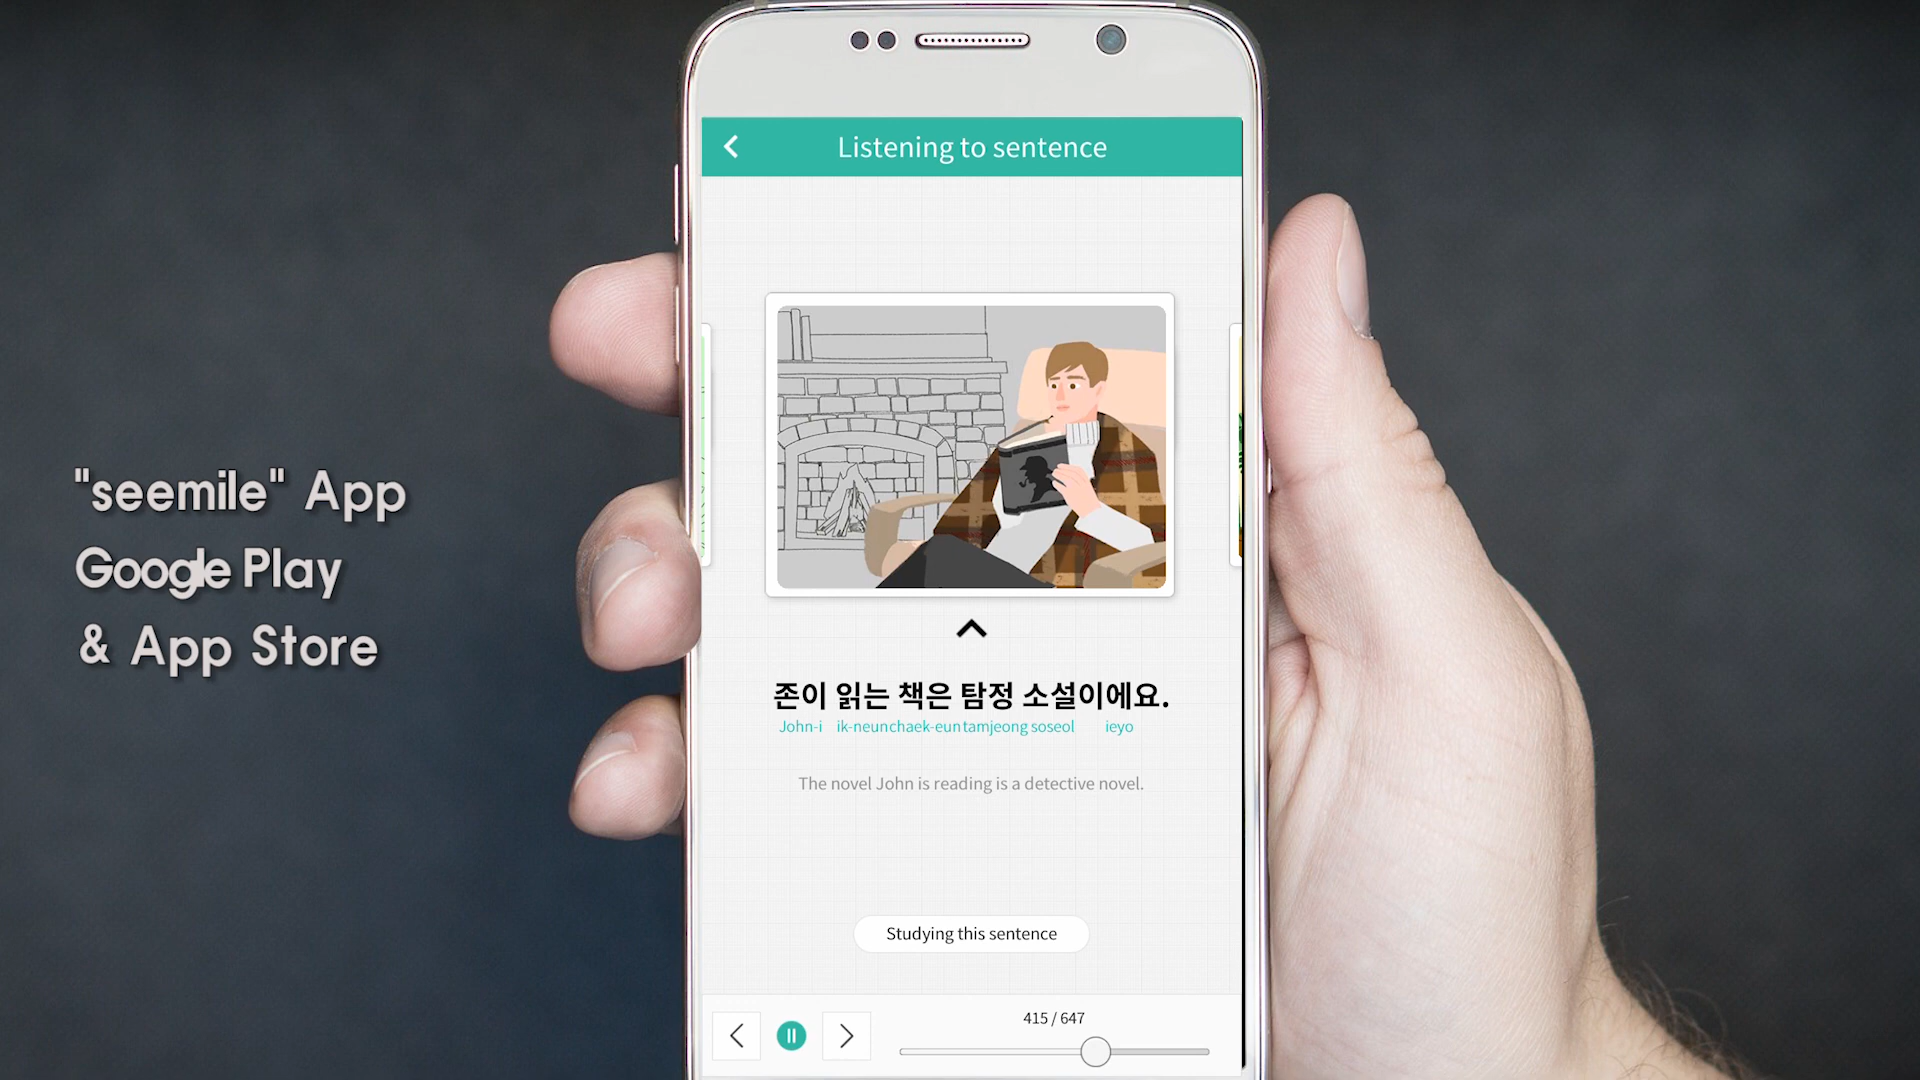 "seemile" App
Google Play
& App Store
Listening to sentence
존이 읽는 책은 탐정 소설이에요.
John-i ik-neun chaek-eun tamjeong soseol ieyo
The novel John is reading is a detective novel.
Studying this sentence
415 / 647